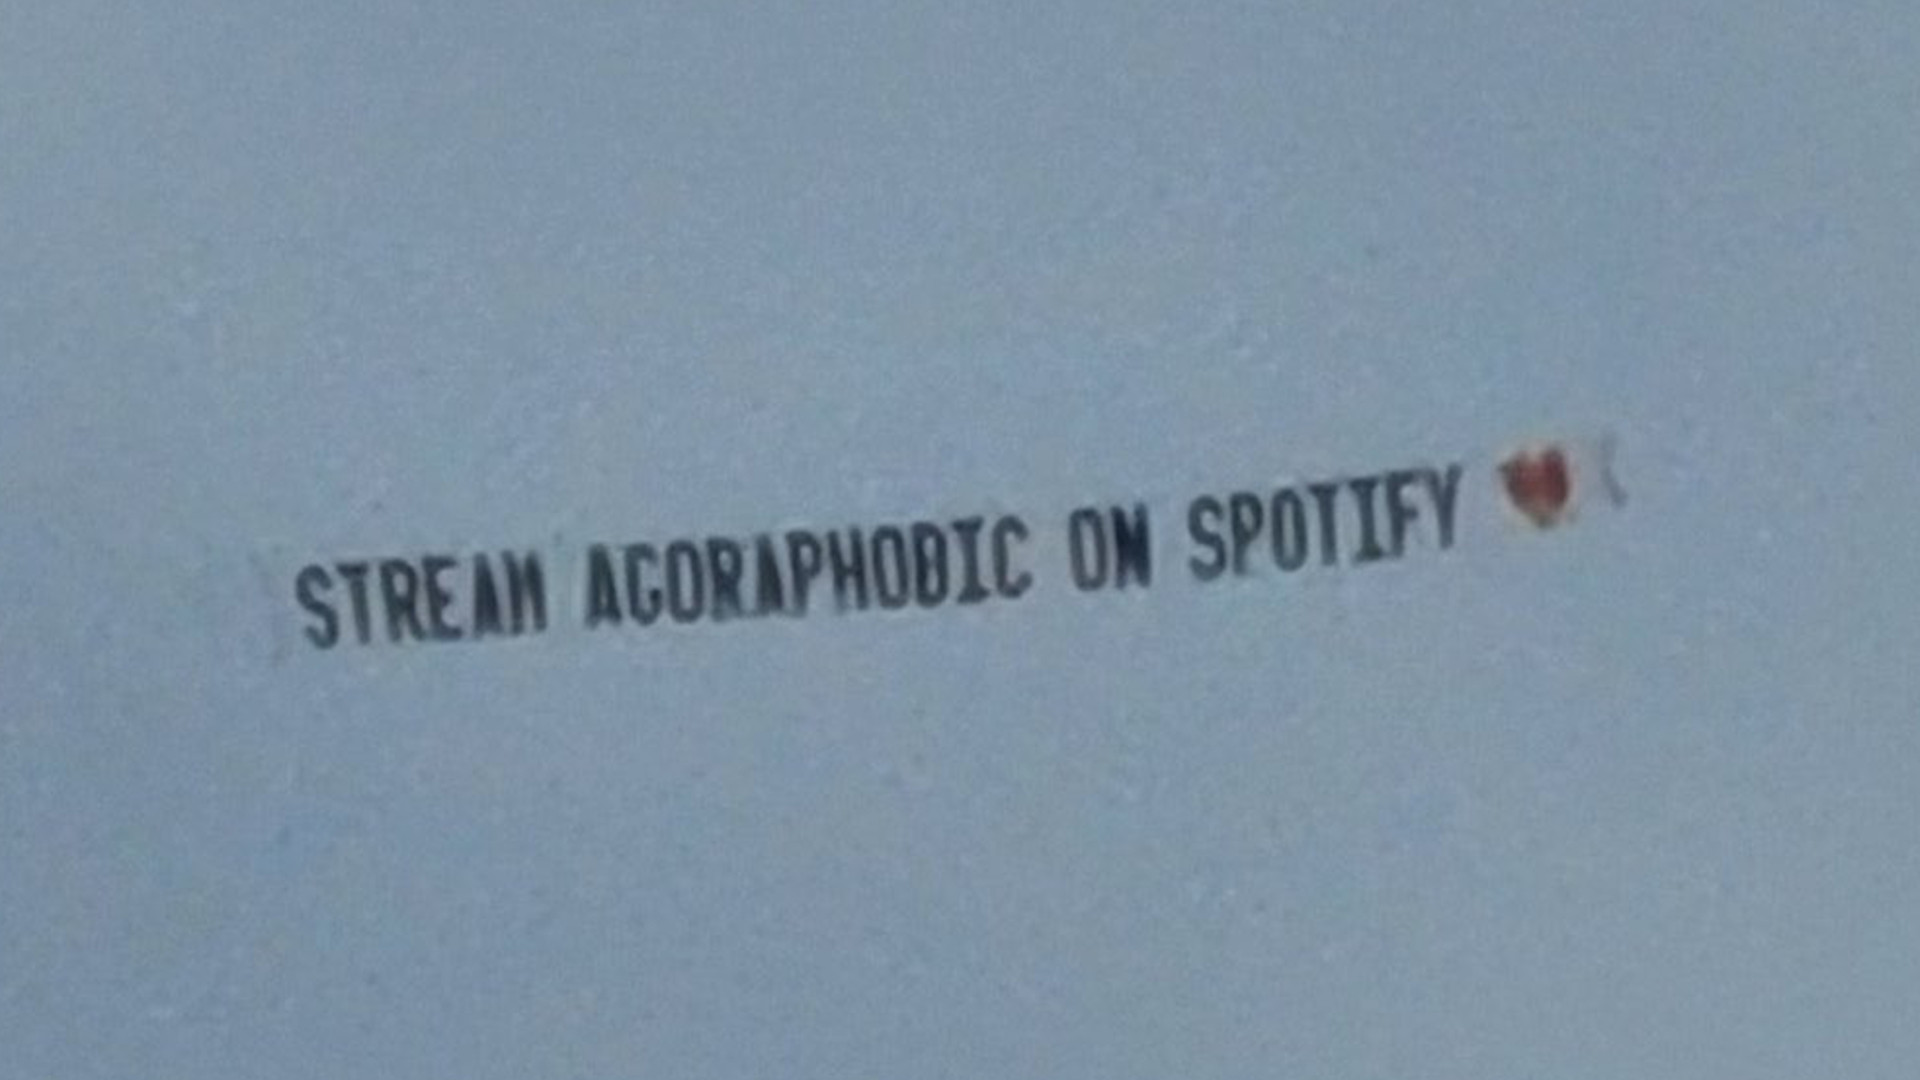 STREAM AGORAPHOBIC ON SPOTIFY ❤